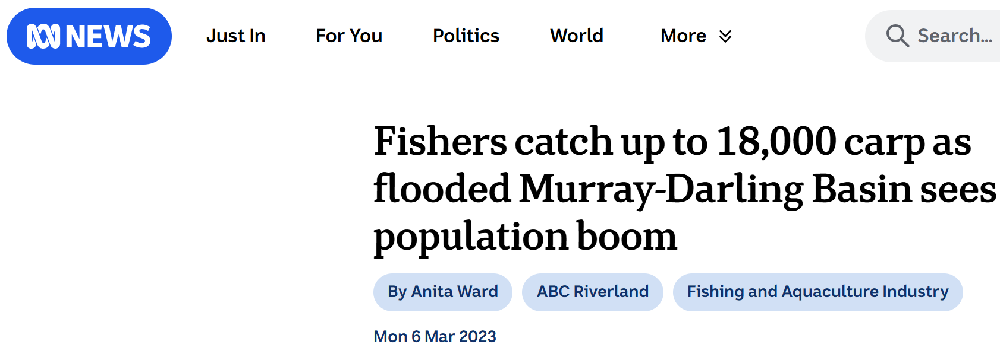 NEWS Just In For You Politics World More Search...
Fishers catch up to 18,000 carp as
flooded Murray-Darling Basin sees
population boom
By Anita Ward ABC Riverland Fishing and Aquaculture Industry
Mon 6 Mar 2023